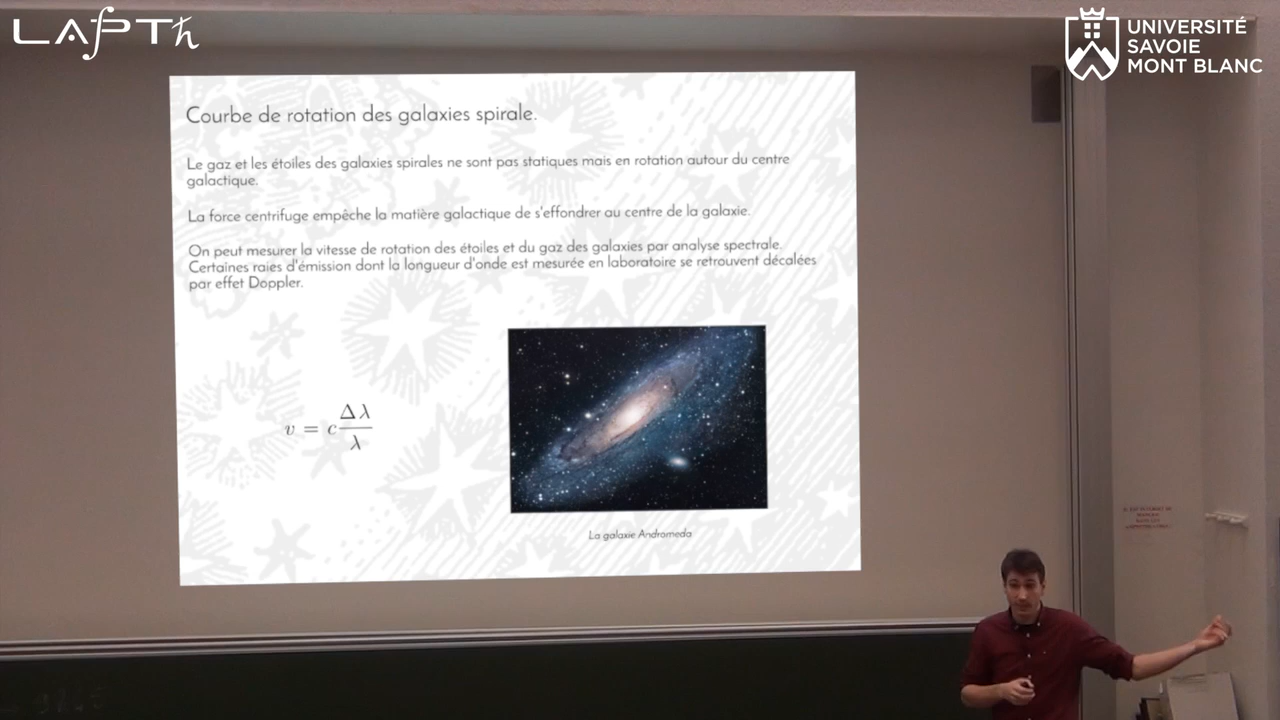 LAPTh
UNIVERSITÉ
SAVOIE
MONT BLANC
Courbe de rotation des galaxies spirale.
Le gaz et les étoiles des galaxies spirales ne sont pas statiques mais en rotation autour du centre
galactique.
La force centrifuge empêche la matière galactique de s'effondrer au centre de la galaxie.
On peut mesurer la vitesse de rotation des étoiles et du gaz des galaxies par analyse spectrale.
Certaines raies d'émission dont la longueur d'onde est mesurée en laboratoire se retrouvent décalées
par effet Doppler.
v = c Δλ/λ
La galaxie Andromeda